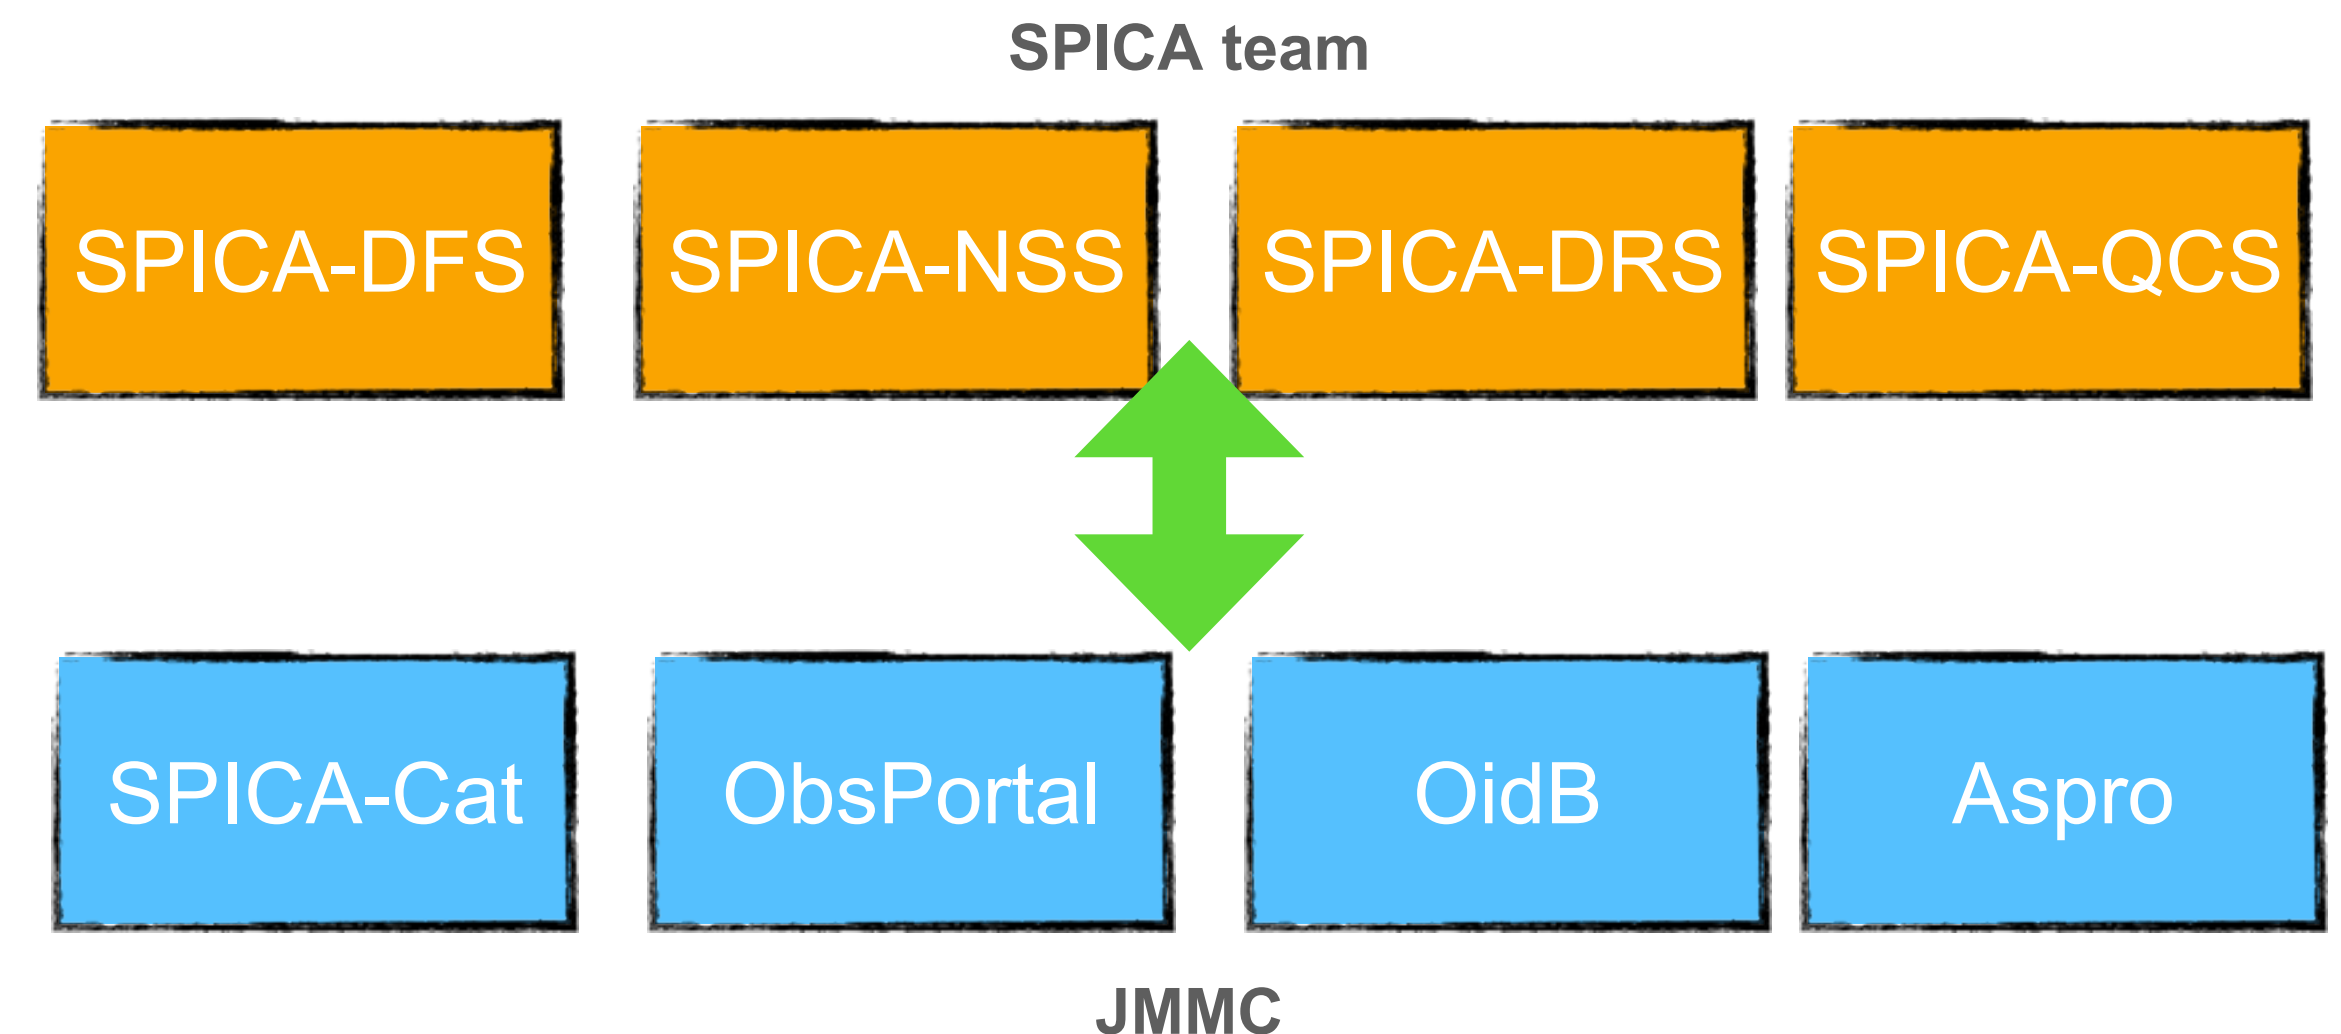 SPICA team
SPICA-DFS
SPICA-NSS
SPICA-DRS
SPICA-QCS
SPICA-Cat
ObsPortal
OidB
Aspro
JMMC